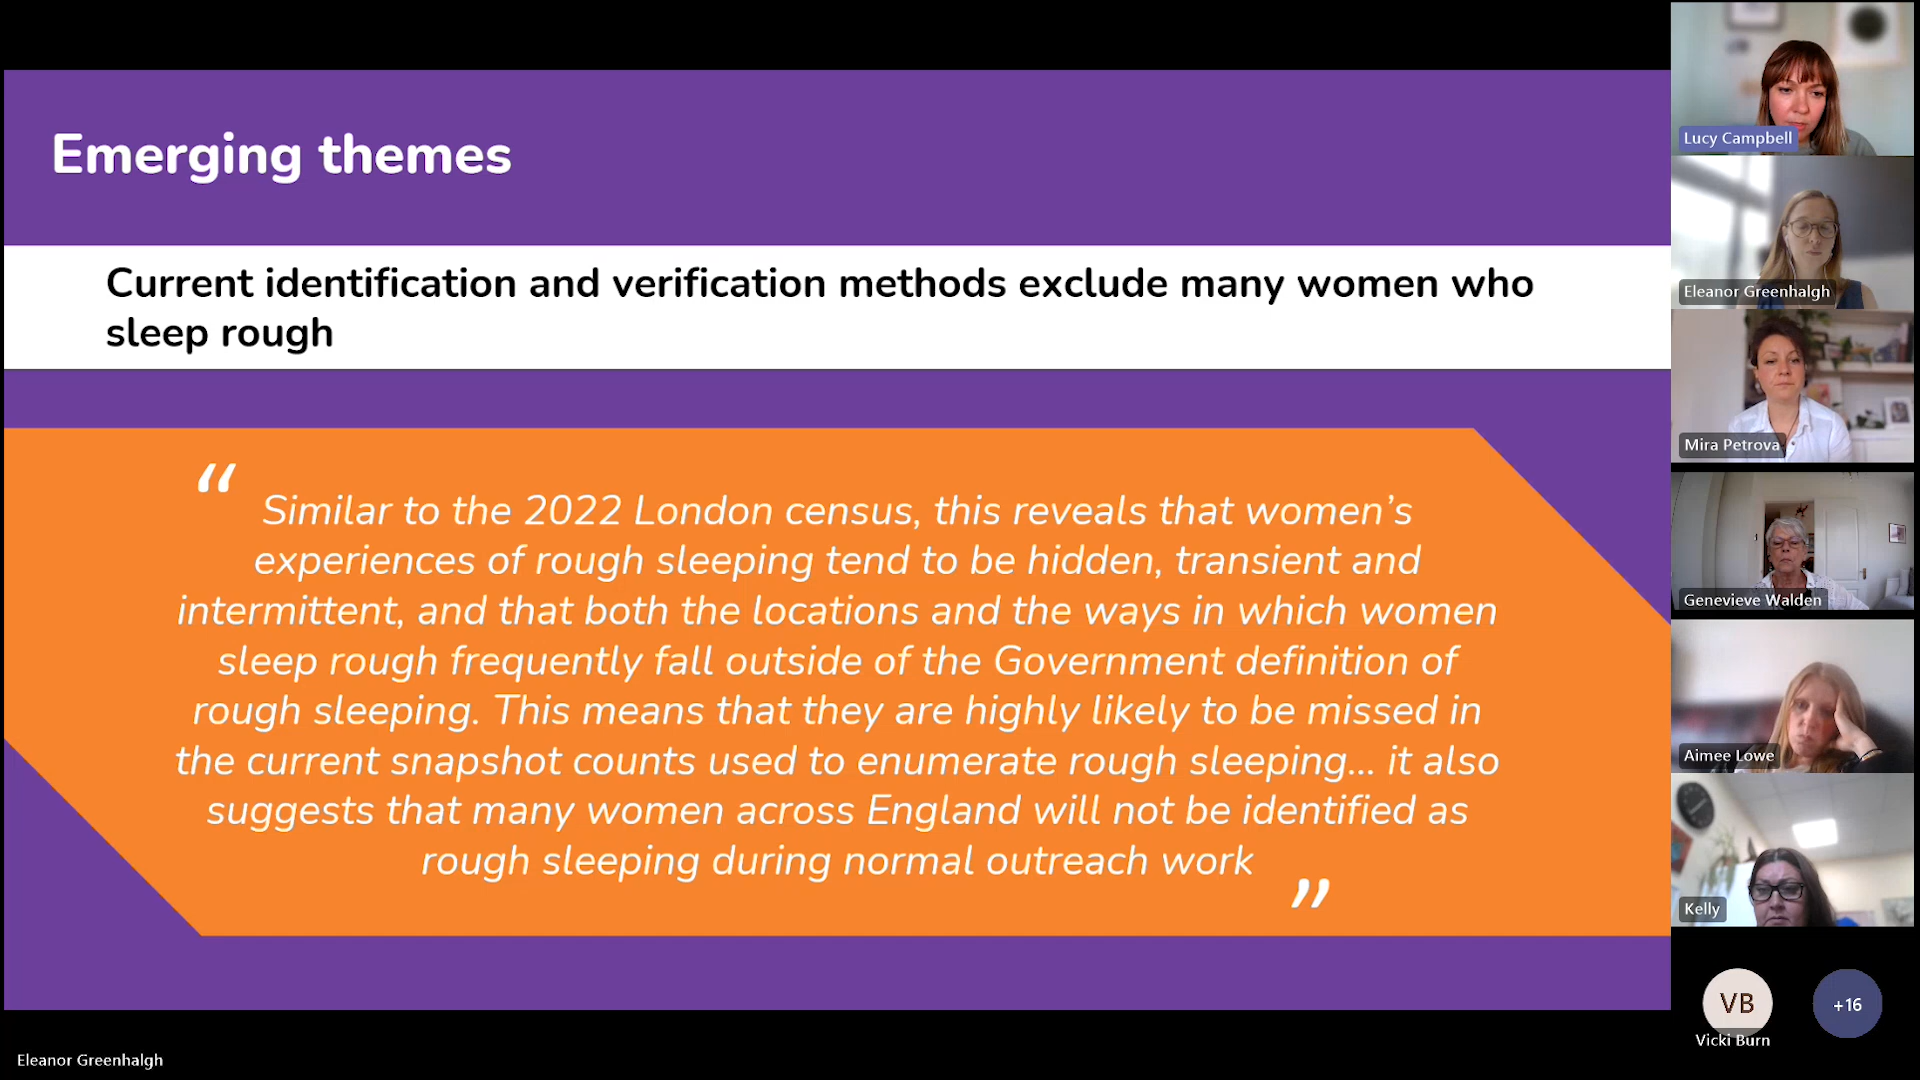 Emerging themes
Current identification and verification methods exclude many women who
sleep rough
“ Similar to the 2022 London census, this reveals that women’s
experiences of rough sleeping tend to be hidden, transient and
intermittent, and that both the locations and the ways in which women
sleep rough frequently fall outside of the Government definition of
rough sleeping. This means that they are highly likely to be missed in
the current snapshot counts used to enumerate rough sleeping... it also
suggests that many women across England will not be identified as
rough sleeping during normal outreach work ”
Lucy Campbell
Eleanor Greenhalgh
Mira Petrova
Genevieve Walden
Aimee Lowe
Kelly
VB
+16
Vicki Burn
Eleanor Greenhalgh